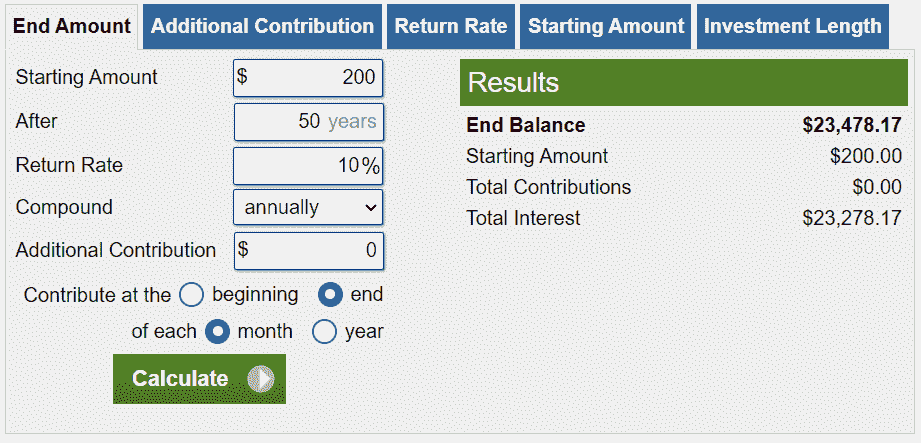 End Amount Additional Contribution Return Rate Starting Amount Investment Length
Starting Amount $ 200
After 50 years
Return Rate 10%
Compound annually
Additional Contribution $ 0
Contribute at the beginning end
of each month year
Calculate
Results
End Balance $23,478.17
Starting Amount $200.00
Total Contributions $0.00
Total Interest $23,278.17